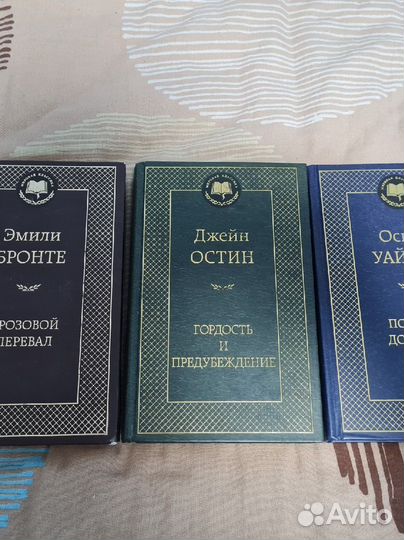 Эмили
БРОНТЕ
РОЗОВОЙ
ПЕРЕВАЛ
Джейн
ОСТИН
ГОРДОСТЬ
И
ПРЕДУБЕЖДЕНИЕ
Ос
УАЙ
ПО
ДО
Avito